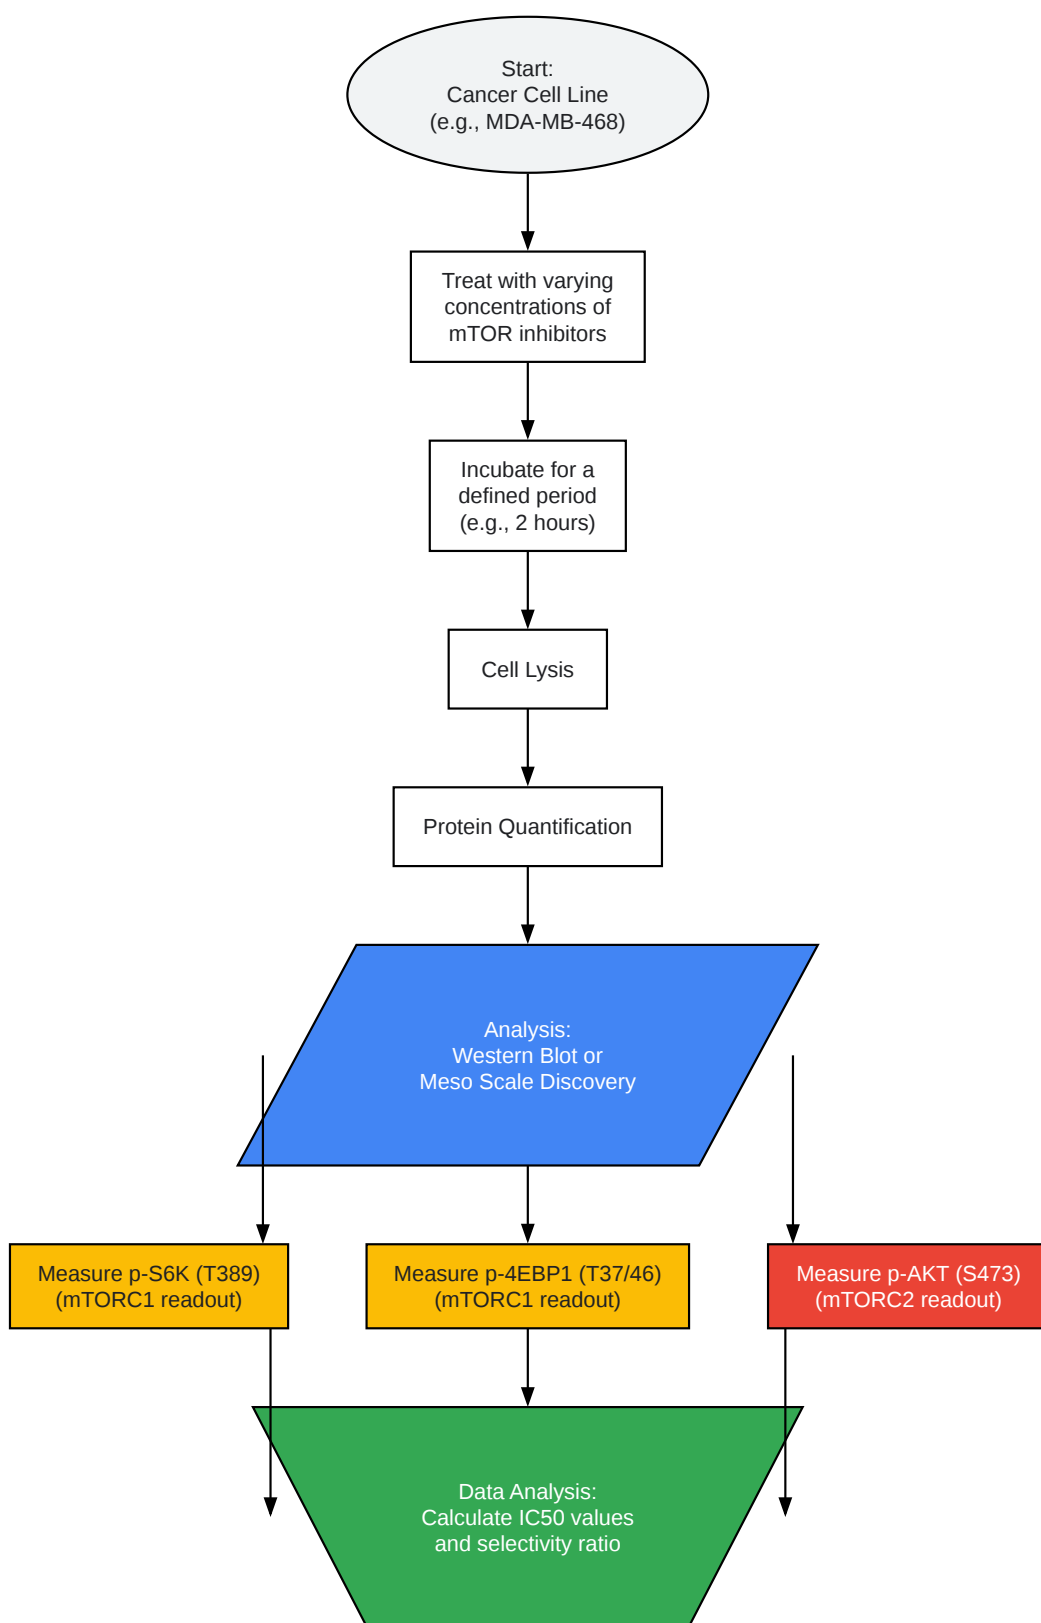 Start:
Cancer Cell Line
(e.g., MDA-MB-468)
Treat with varying
concentrations of
mTOR inhibitors
Incubate for a
defined period
(e.g., 2 hours)
Cell Lysis
Protein Quantification
Analysis:
Western Blot or
Meso Scale Discovery
Measure p-S6K (T389)
(mTORC1 readout)
Measure p-4EBP1 (T37/46)
(mTORC1 readout)
Measure p-AKT (S473)
(mTORC2 readout)
Data Analysis:
Calculate IC50 values
and selectivity ratio